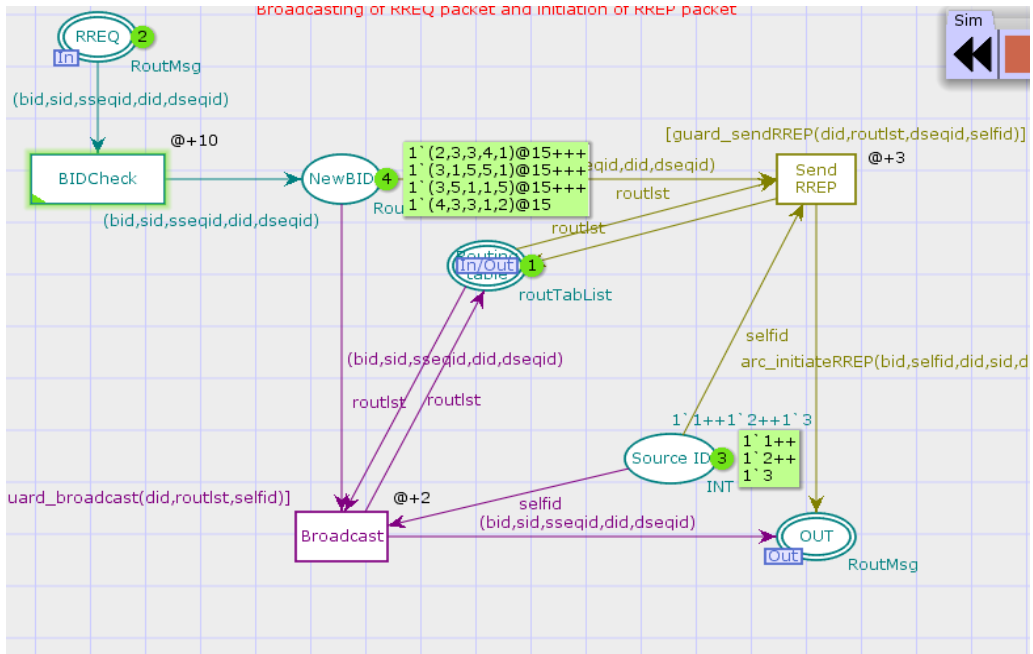 Broadcasting of RREQ packet and initiation of RREP packet
Sim
RREQ
2
In
RoutMsg
(bid,sid,sseqid,did,dseqid)
@+10
[guard_sendRREP(did,routlst,dseqid,selfid)]
@+3
BIDCheck
NewBID
4
1`(2,3,3,4,1)@15+++
1`(3,1,5,5,1)@15+++
1`(3,5,1,1,5)@15+++
1`(4,3,3,1,2)@15
eqid,did,dseqid)
Send
RREP
routlst
Rou
(bid,sid,sseqid,did,dseqid)
routlst
Routing
In/Out
1
table
routTabList
selfid
(bid,sid,sseqid,did,dseqid)
arc_initiateRREP(bid,selfid,did,sid,d
routlst
routlst
1`1++1`2++1`3
Source ID
3
1`1++
1`2++
1`3
INT
uard_broadcast(did,routlst,selfid)]
@+2
selfid
(bid,sid,sseqid,did,dseqid)
Broadcast
OUT
Out
RoutMsg